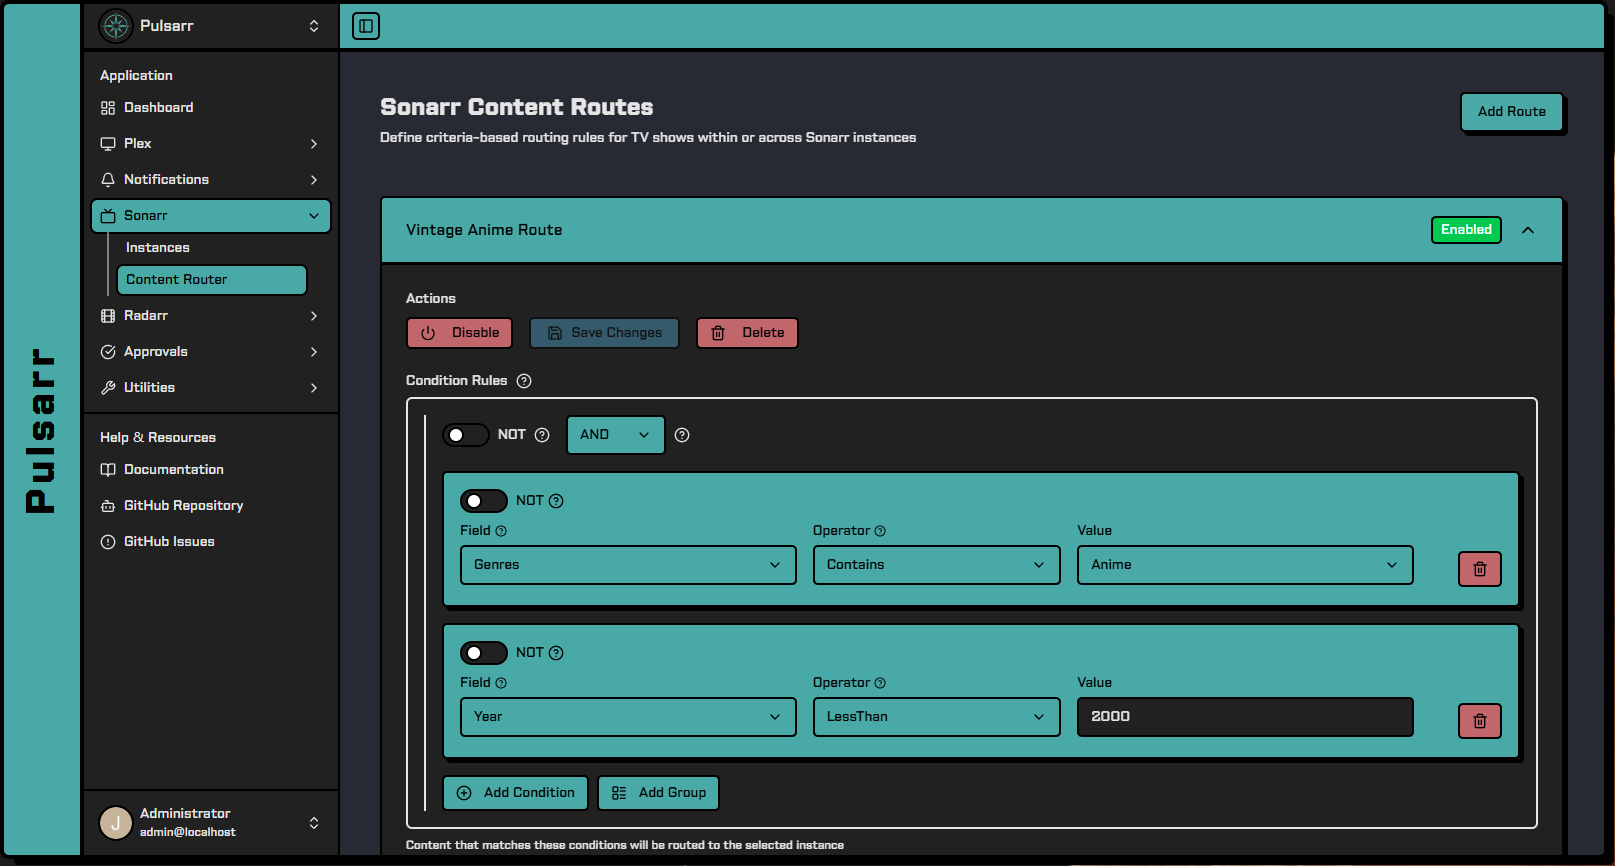 Pulsarr
Pulsarr
Application
Dashboard
Plex
Notifications
Sonarr
Instances
Content Router
Radarr
Approvals
Utilities
Help & Resources
Documentation
GitHub Repository
GitHub Issues
J
Administrator
admin@localhost
Sonarr Content Routes
Define criteria-based routing rules for TV shows within or across Sonarr instances
Add Route
Vintage Anime Route
Enabled
Actions
Disable
Save Changes
Delete
Condition Rules
NOT
AND
NOT
Field
Operator
Value
Genres
Contains
Anime
NOT
Field
Operator
Value
Year
LessThan
2000
Add Condition
Add Group
Content that matches these conditions will be routed to the selected instance